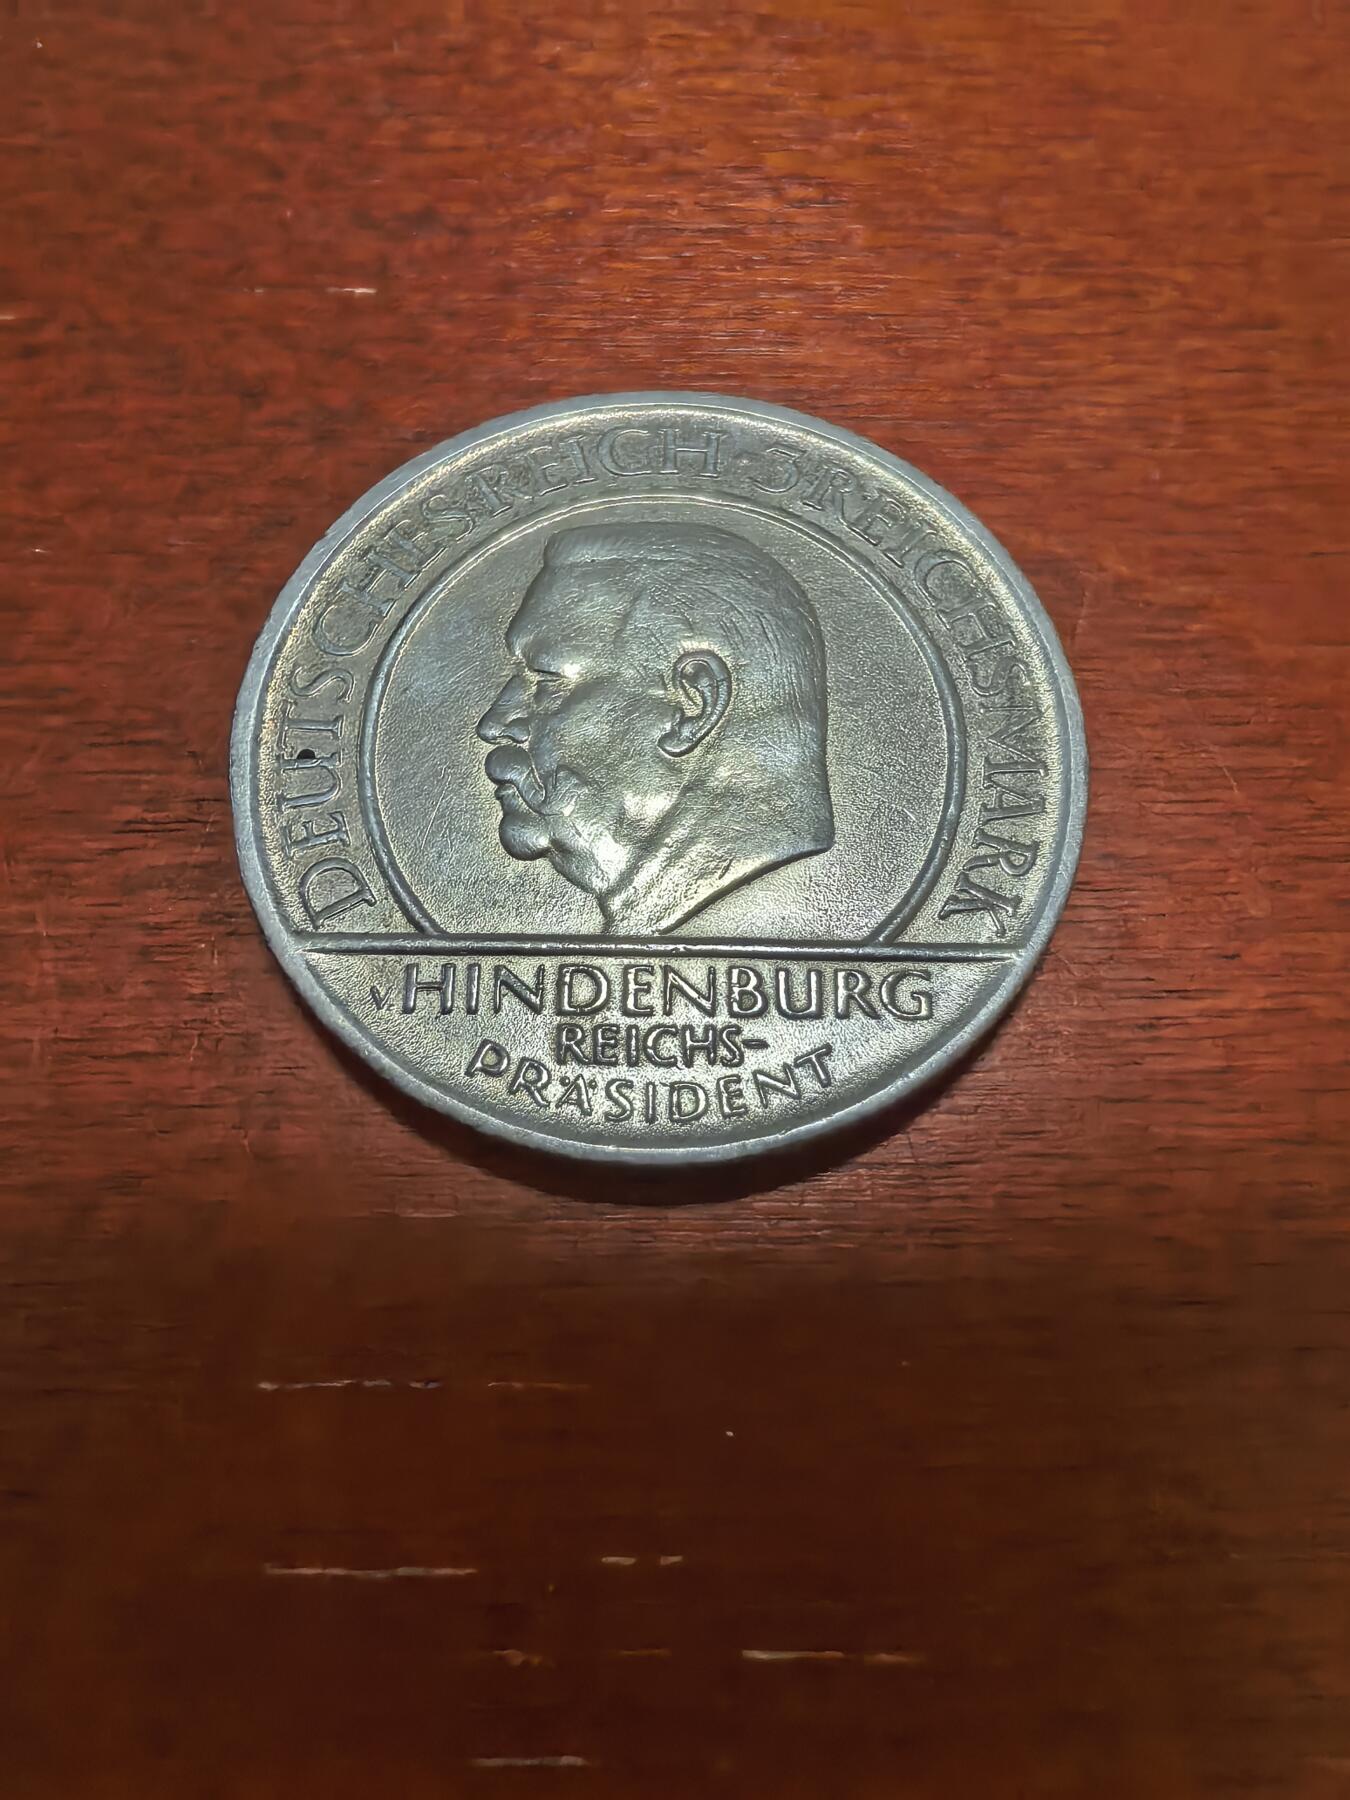 DEUTSCHES REICH 3 REICHSMARK
v. HINDENBURG
REICHS-
PRÄSIDENT